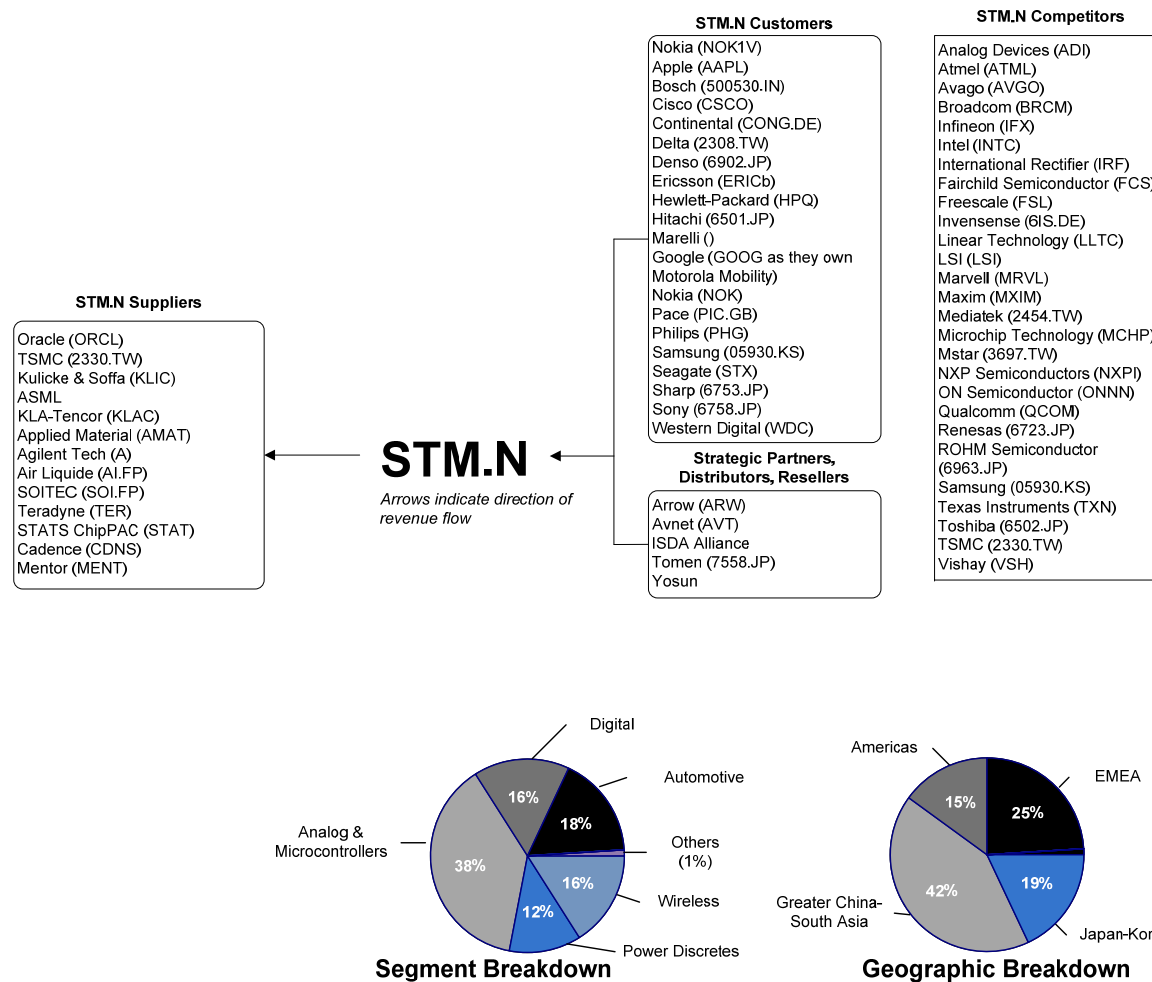 STM.N Customers
Nokia (NOK1V)
Apple (AAPL)
Bosch (500530.IN)
Cisco (CSCO)
Continental (CONG.DE)
Delta (2308.TW)
Denso (6902.JP)
Ericsson (ERICb)
Hewlett-Packard (HPQ)
Hitachi (6501.JP)
Marelli ()
Google (GOOG as they own
Motorola Mobility)
Nokia (NOK)
Pace (PIC.GB)
Philips (PHG)
Samsung (05930.KS)
Seagate (STX)
Sharp (6753.JP)
Sony (6758.JP)
Western Digital (WDC)
STM.N Competitors
Analog Devices (ADI)
Atmel (ATML)
Avago (AVGO)
Broadcom (BRCM)
Infineon (IFX)
Intel (INTC)
International Rectifier (IRF)
Fairchild Semiconductor (FCS)
Freescale (FSL)
Invensense (6IS.DE)
Linear Technology (LLTC)
LSI (LSI)
Marvell (MRVL)
Maxim (MXIM)
Mediatek (2454.TW)
Microchip Technology (MCHP)
Mstar (3697.TW)
NXP Semiconductors (NXPI)
ON Semiconductor (ONNN)
Qualcomm (QCOM)
Renesas (6723.JP)
ROHM Semiconductor
(6963.JP)
Samsung (05930.KS)
Texas Instruments (TXN)
Toshiba (6502.JP)
TSMC (2330.TW)
Vishay (VSH)
STM.N Suppliers
Oracle (ORCL)
TSMC (2330.TW)
Kulicke & Soffa (KLIC)
ASML
KLA-Tencor (KLAC)
Applied Material (AMAT)
Agilent Tech (A)
Air Liquide (AI.FP)
SOITEC (SOI.FP)
Teradyne (TER)
STATS ChipPAC (STAT)
Cadence (CDNS)
Mentor (MENT)
STM.N
Arrows indicate direction of
revenue flow
Strategic Partners,
Distributors, Resellers
Arrow (ARW)
Avnet (AVT)
ISDA Alliance
Tomen (7558.JP)
Yosun
Digital
Automotive
Others
(1%)
Wireless
Power Discretes
Analog &
Microcontrollers
16%
18%
38%
16%
12%
Segment Breakdown
Americas
EMEA
15%
25%
42%
19%
Greater China-
South Asia
Japan-Kor
Geographic Breakdown